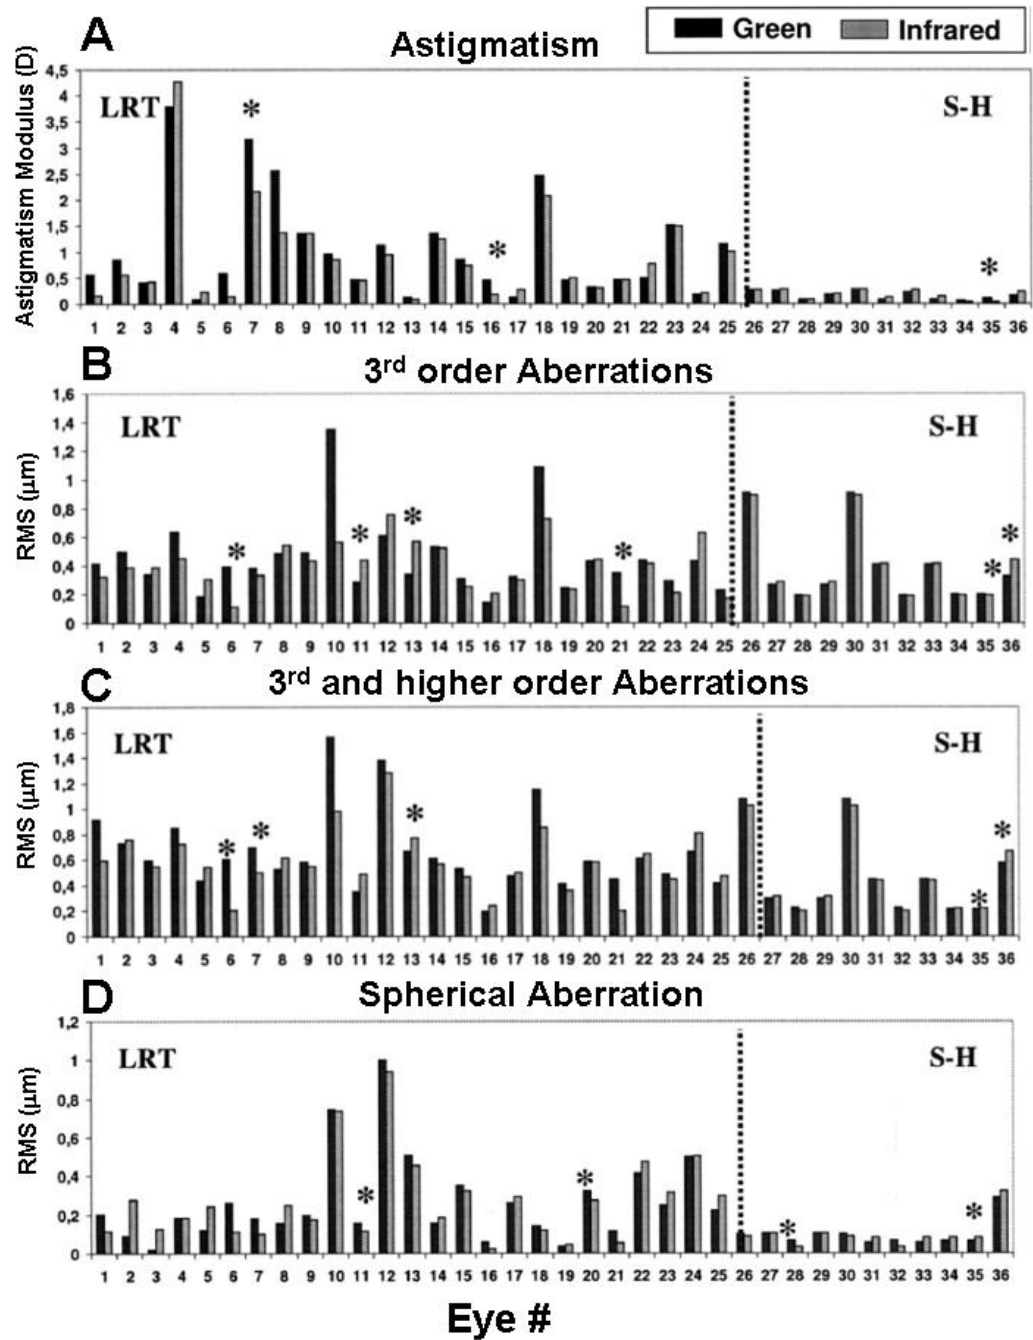 Green Infrared
A Astigmatism
Astigmatism Modulus (D)
4,5
4
3,5
3
2,5
2
1,5
1
0,5
0
LRT * * * S-H
1 2 3 4 5 6 7 8 9 10 11 12 13 14 15 16 17 18 19 20 21 22 23 24 25 26 27 28 29 30 31 32 33 34 35 36
B 3rd order Aberrations
RMS (µm)
1,6
1,4
1,2
1
0,8
0,6
0,4
0,2
0
LRT * * * * * * S-H
1 2 3 4 5 6 7 8 9 10 11 12 13 14 15 16 17 18 19 20 21 22 23 24 25 26 27 28 29 30 31 32 33 34 35 36
C 3rd and higher order Aberrations
RMS (µm)
1,8
1,6
1,4
1,2
1
0,8
0,6
0,4
0,2
0
LRT * * * * * S-H
1 2 3 4 5 6 7 8 9 10 11 12 13 14 15 16 17 18 19 20 21 22 23 24 25 26 27 28 29 30 31 32 33 34 35 36
D Spherical Aberration
RMS (µm)
1,2
1
0,8
0,6
0,4
0,2
0
LRT * * * * S-H
1 2 3 4 5 6 7 8 9 10 11 12 13 14 15 16 17 18 19 20 21 22 23 24 25 26 27 28 29 30 31 32 33 34 35 36
Eye #